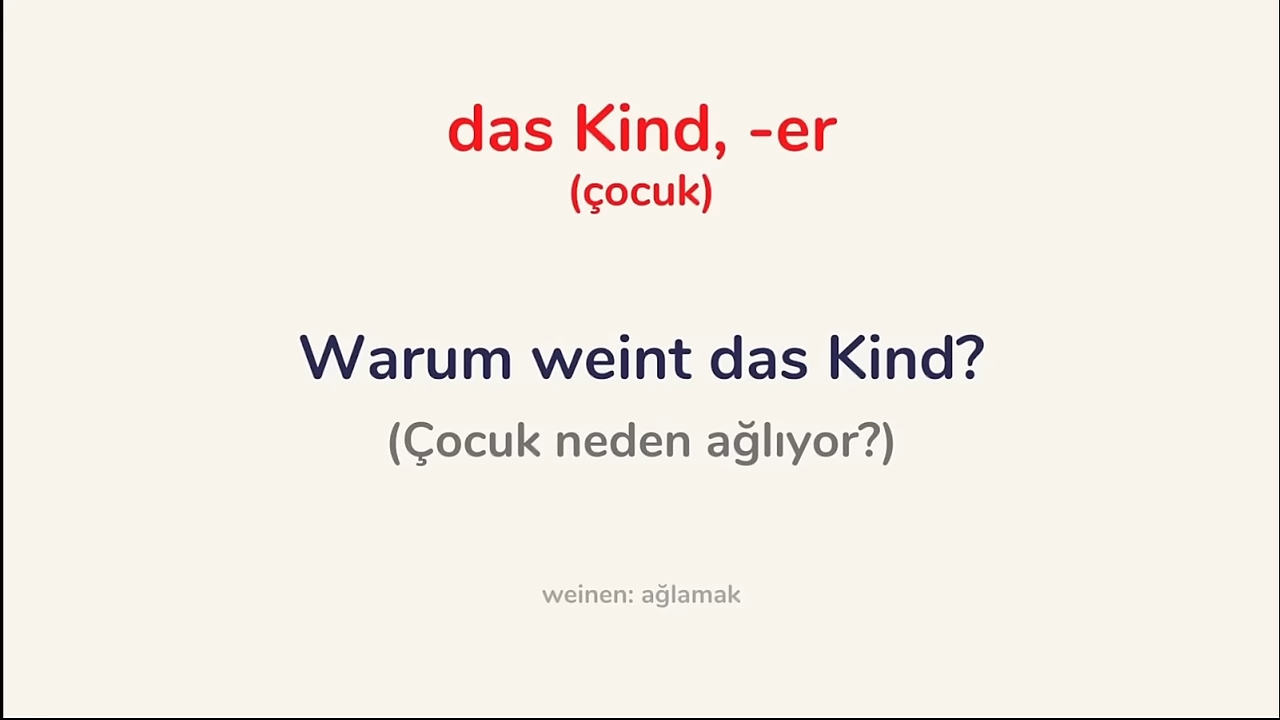 das Kind, -er
(çocuk)
Warum weint das Kind?
(Çocuk neden ağlıyor?)
weinen: ağlamak